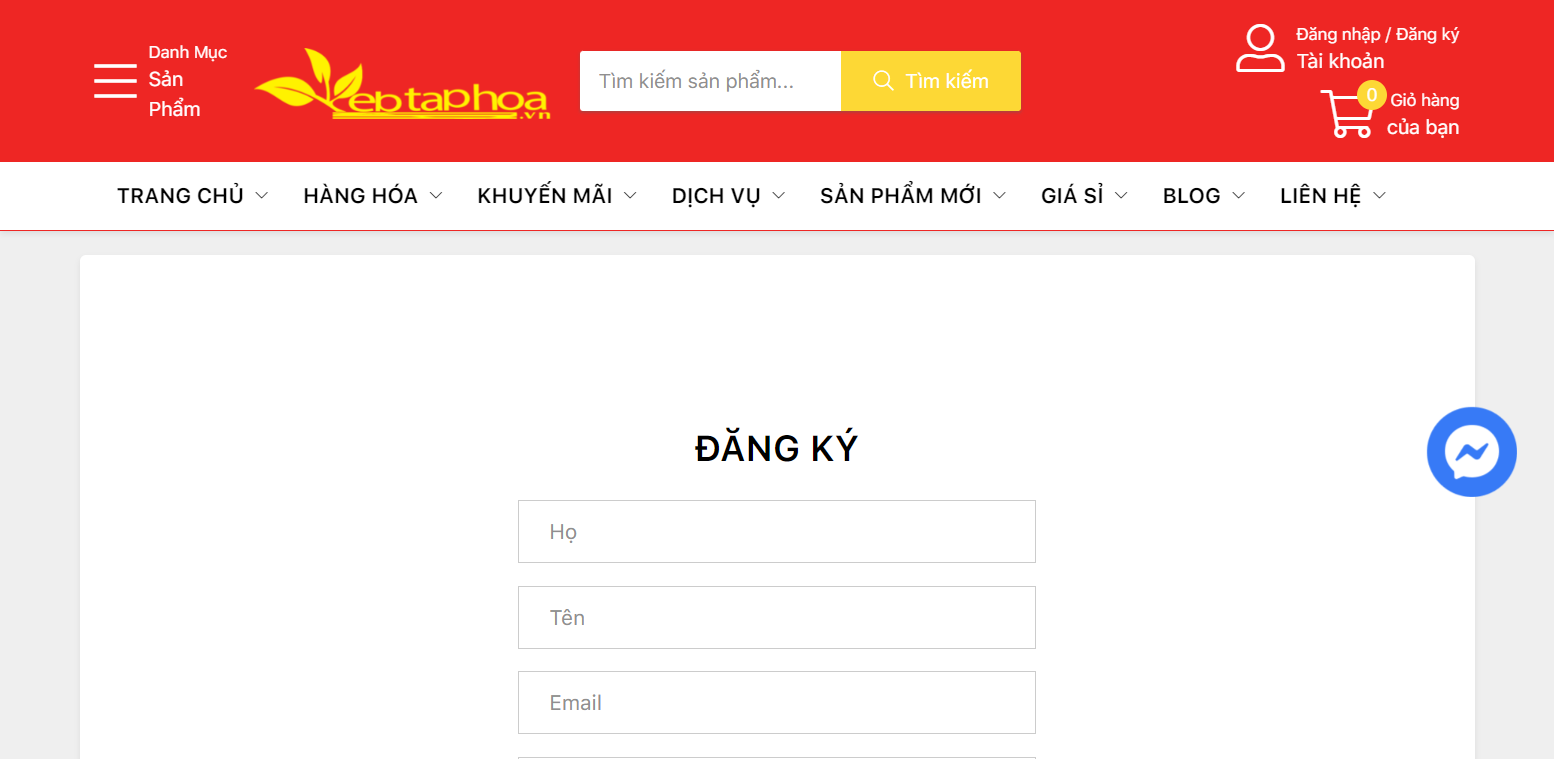 Danh Mục
Sản
Phẩm
eptaphoa
.vn
Tìm kiếm sản phẩm...
Tìm kiếm
Đăng nhập / Đăng ký
Tài khoản
0
Giỏ hàng
của bạn
TRANG CHỦ
HÀNG HÓA
KHUYẾN MÃI
DỊCH VỤ
SẢN PHẨM MỚI
GIÁ SỈ
BLOG
LIÊN HỆ
ĐĂNG KÝ
Họ
Tên
Email